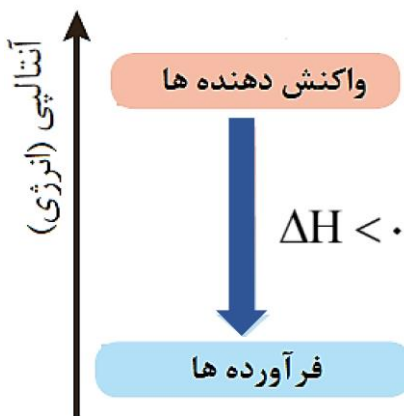 آنتالپی (انرژی)
واکنش دهنده ها
ΔH < ۰
فرآورده ها